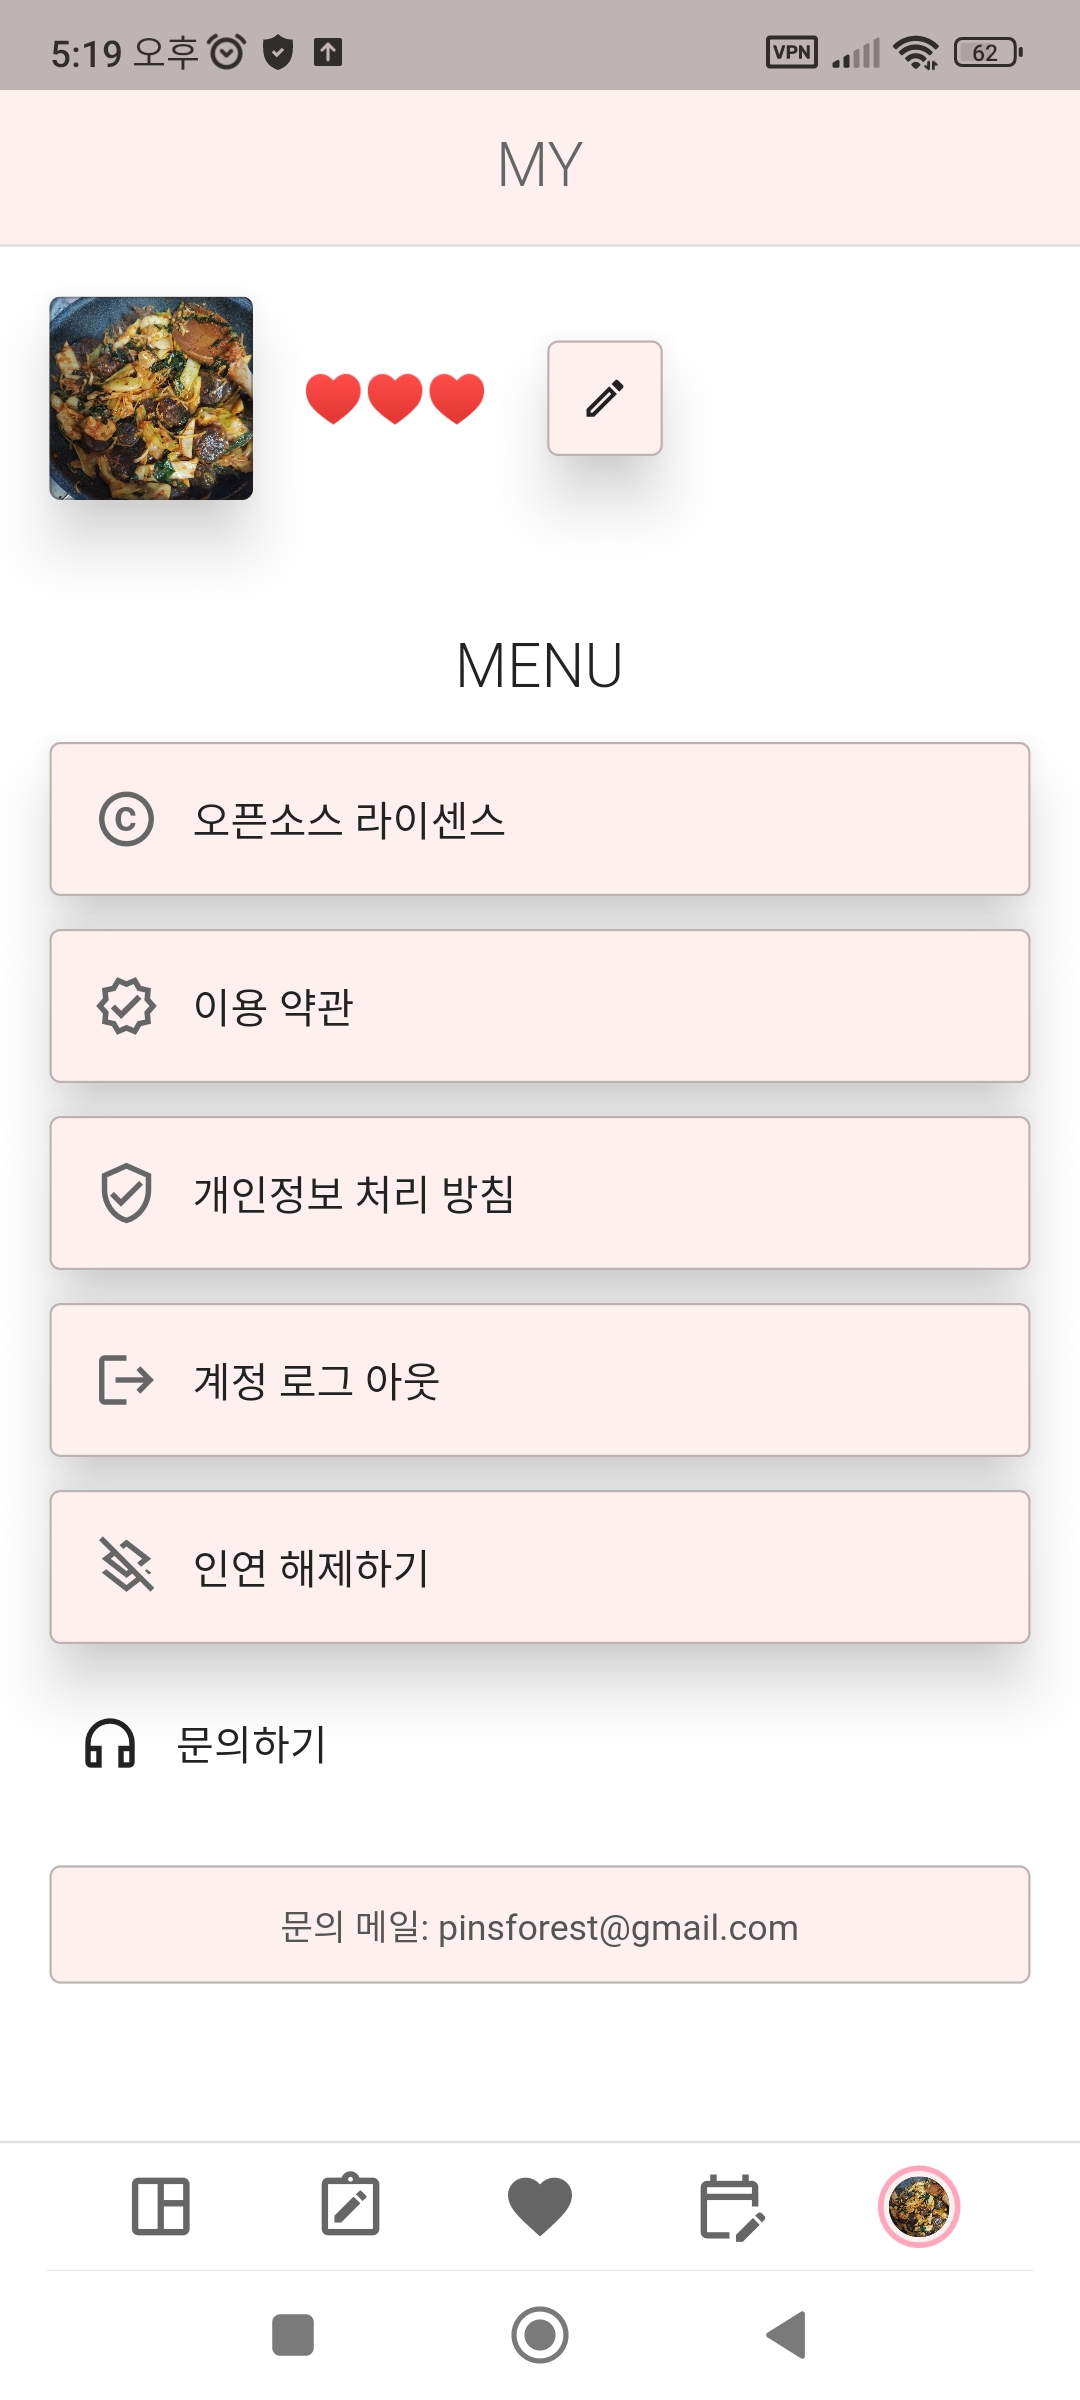 5:19 오후 VPN 62
MY
MENU
오픈소스 라이센스
이용 약관
개인정보 처리 방침
계정 로그 아웃
인연 해제하기
문의하기
문의 메일: pinsforest@gmail.com